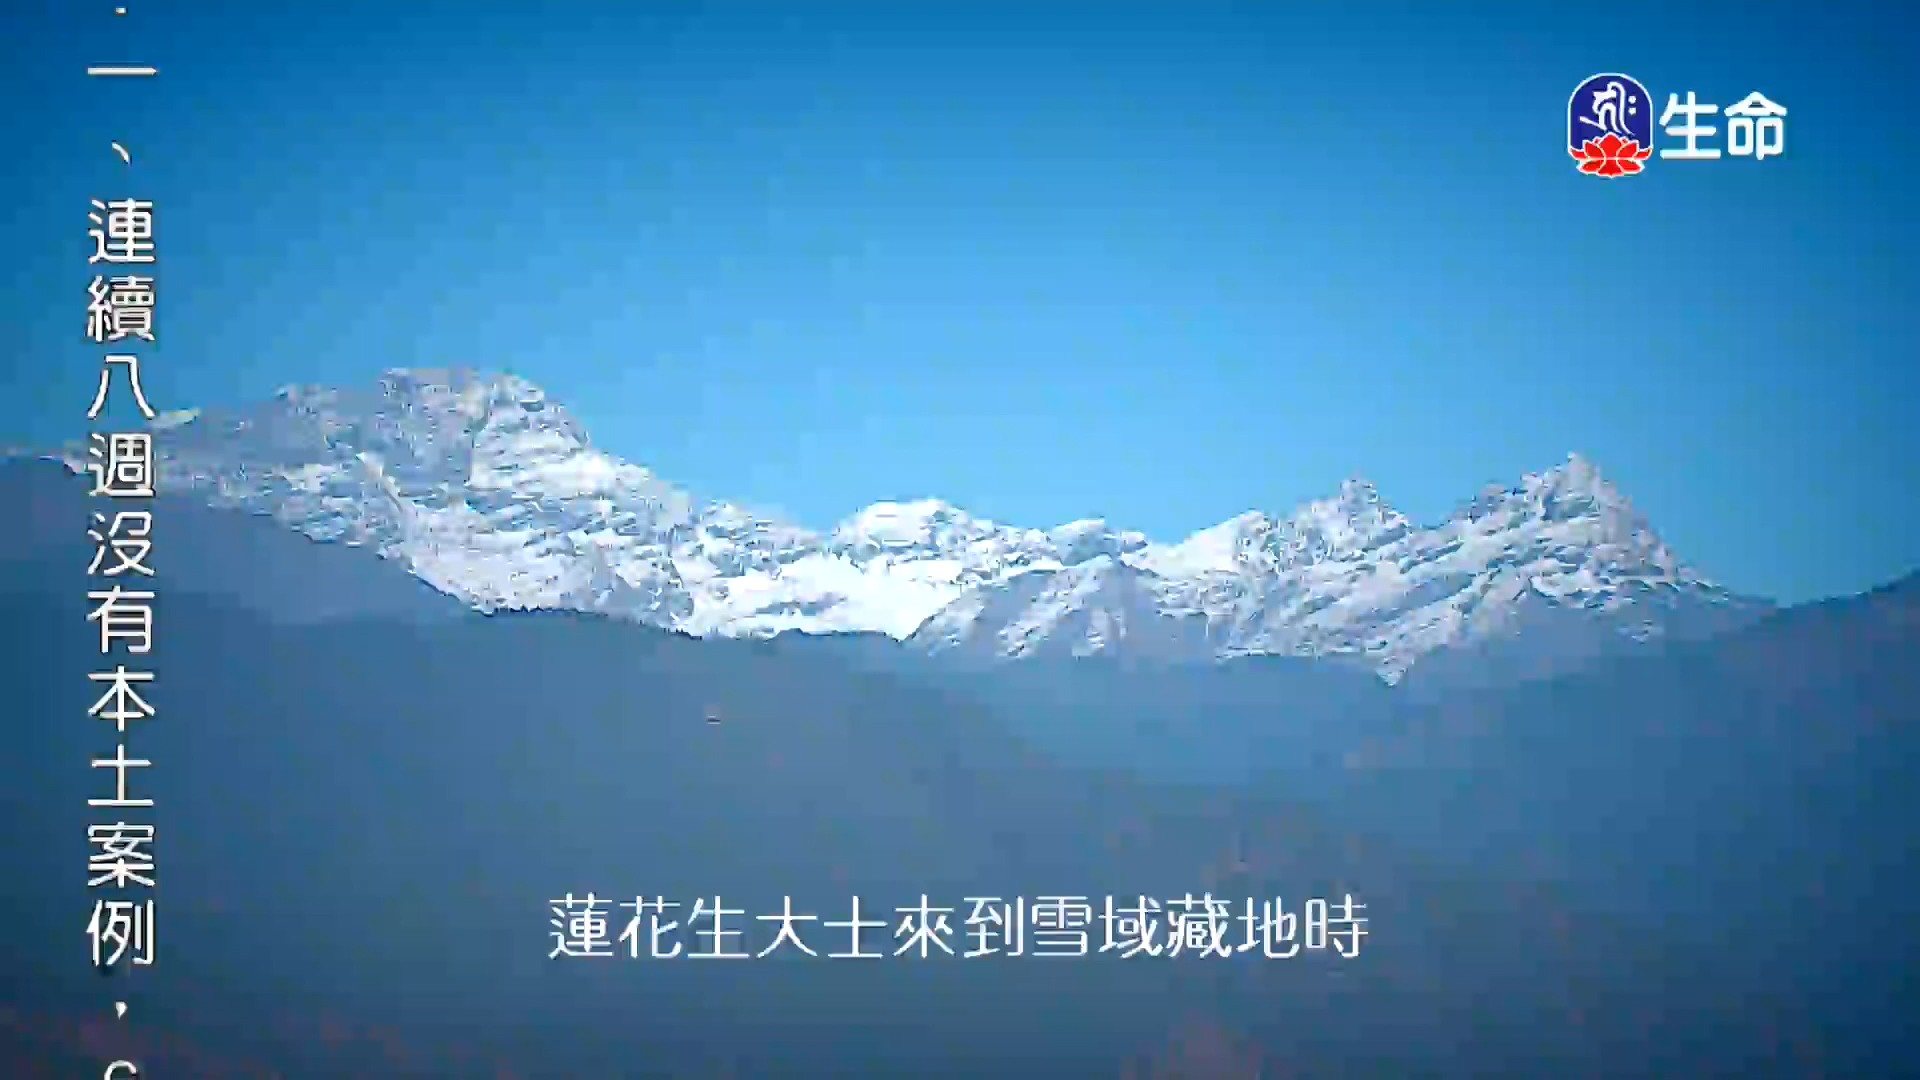 一、連續八週沒有本土案例，
生命
蓮花生大士來到雪域藏地時